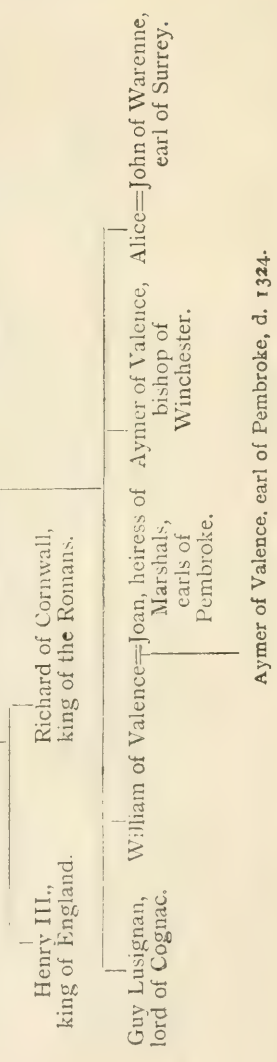 Henry III.,
king of England.
Richard of Cornwall,
king of the Romans.
Guy Lusignan,
lord of Cognac.
William of Valence=Joan, heiress of
Marshals,
earls of
Pembroke.
Aymer of Valence,
bishop of
Winchester.
Alice=John of Warenne,
earl of Surrey.
Aymer of Valence, earl of Pembroke, d. 1324.